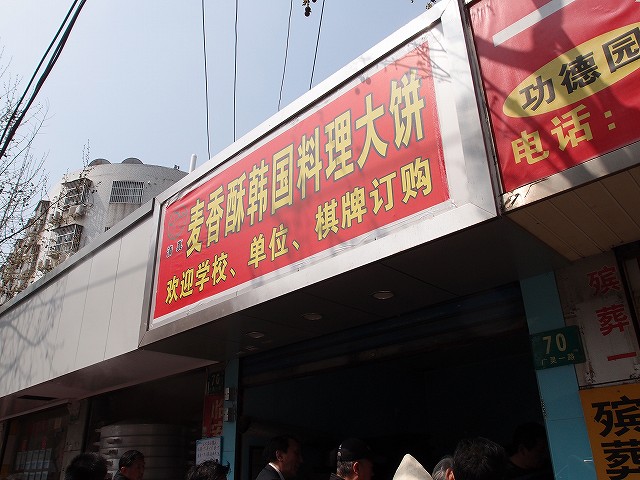 麦香酥韩国料理大饼
欢迎学校、单位、棋牌订购
功德园
电话：
70
殡葬一
殡葬